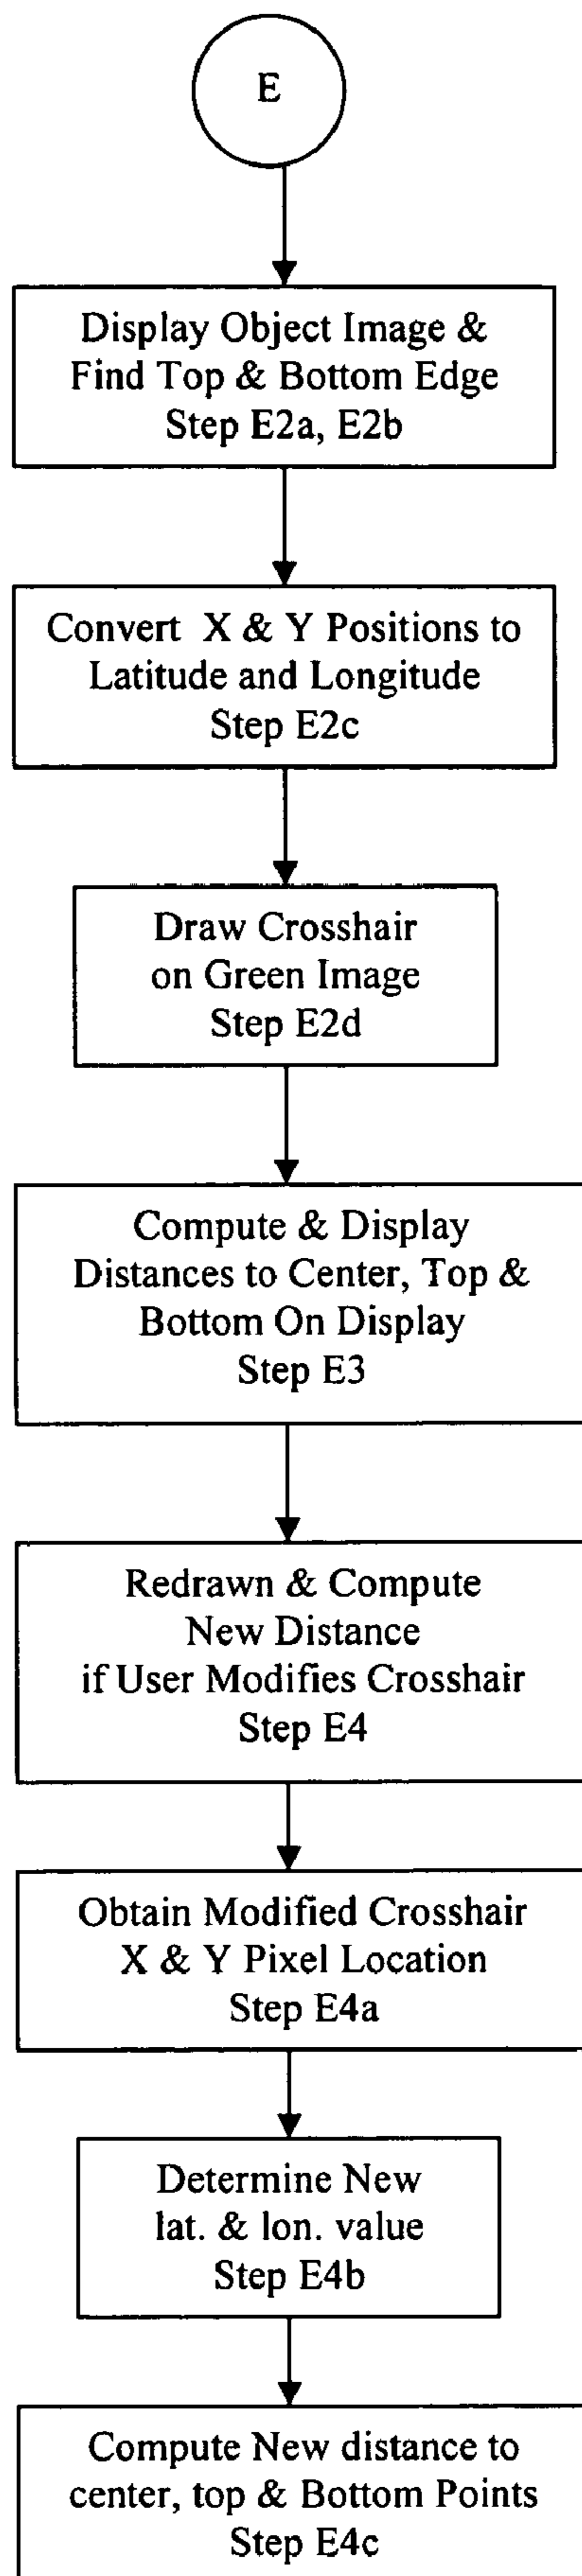 E
Display Object Image &
Find Top & Bottom Edge
Step E2a, E2b
Convert X & Y Positions to
Latitude and Longitude
Step E2c
Draw Crosshair
on Green Image
Step E2d
Compute & Display
Distances to Center, Top &
Bottom On Display
Step E3
Redrawn & Compute
New Distance
if User Modifies Crosshair
Step E4
Obtain Modified Crosshair
X & Y Pixel Location
Step E4a
Determine New
lat. & lon. value
Step E4b
Compute New distance to
center, top & Bottom Points
Step E4c